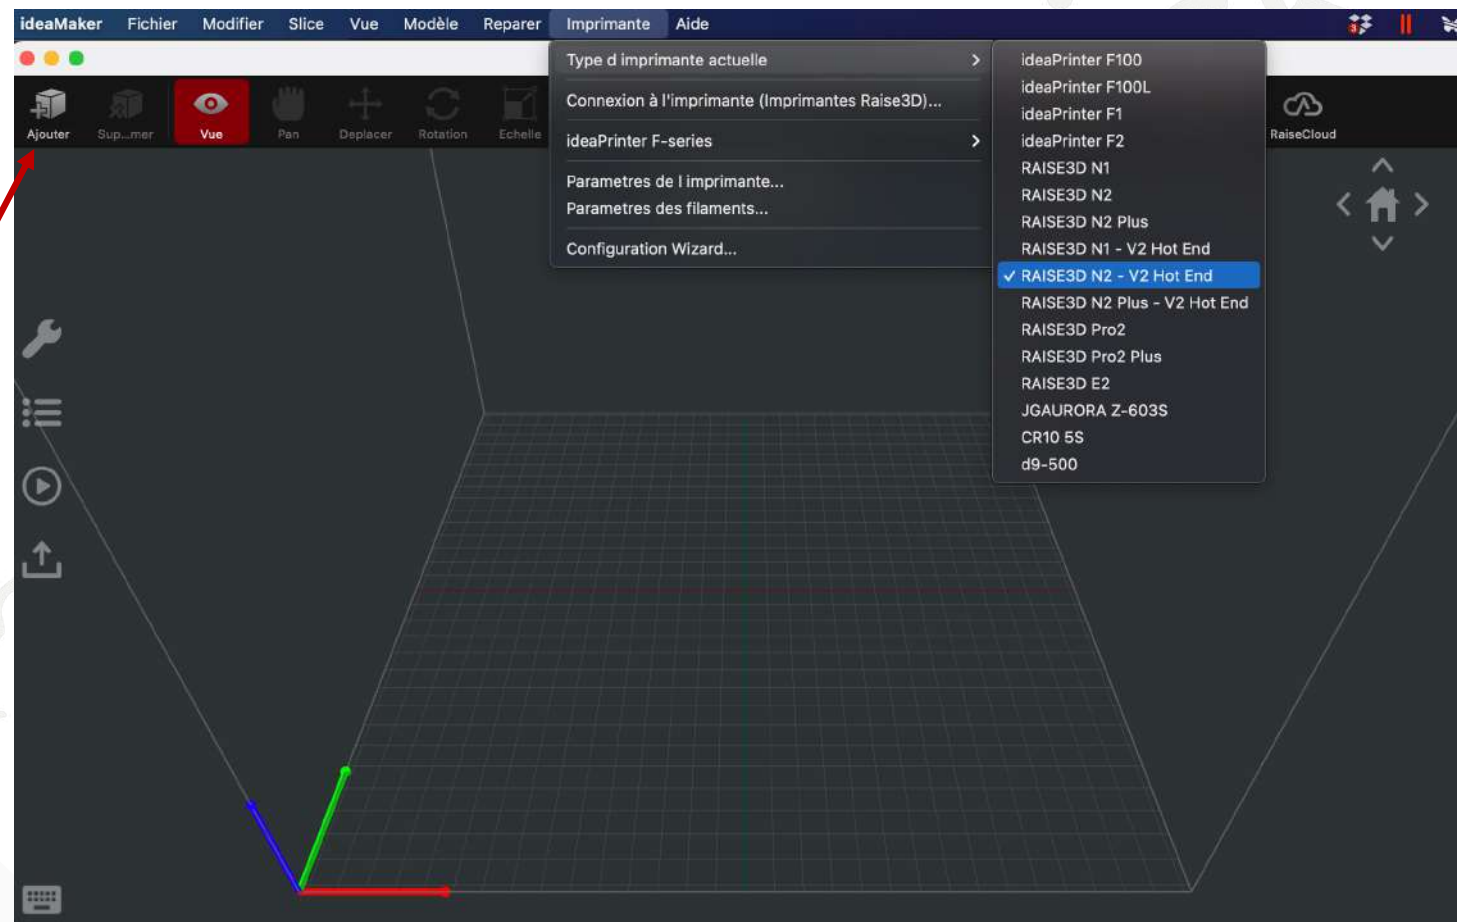 ideaMaker Fichier Modifier Slice Vue Modèle Reparer Imprimante Aide
3
Ajouter Sup...mer Vue Pan Deplacer Rotation Echelle RaiseCloud
Type d imprimante actuelle
Connexion à l'imprimante (Imprimantes Raise3D)...
ideaPrinter F-series
Parametres de l imprimante...
Parametres des filaments...
Configuration Wizard...
ideaPrinter F100
ideaPrinter F100L
ideaPrinter F1
ideaPrinter F2
RAISE3D N1
RAISE3D N2
RAISE3D N2 Plus
RAISE3D N1 - V2 Hot End
✓ RAISE3D N2 - V2 Hot End
RAISE3D N2 Plus - V2 Hot End
RAISE3D Pro2
RAISE3D Pro2 Plus
RAISE3D E2
JGAURORA Z-603S
CR10 5S
d9-500